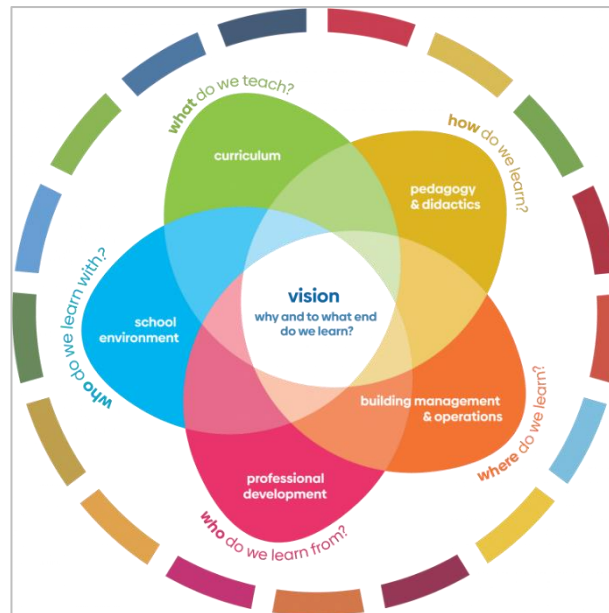 what do we teach?
curriculum
how do we learn?
pedagogy
& didactics
who do we learn with?
school
environment
vision
why and to what end
do we learn?
building management
& operations
where do we learn?
professional
development
who do we learn from?